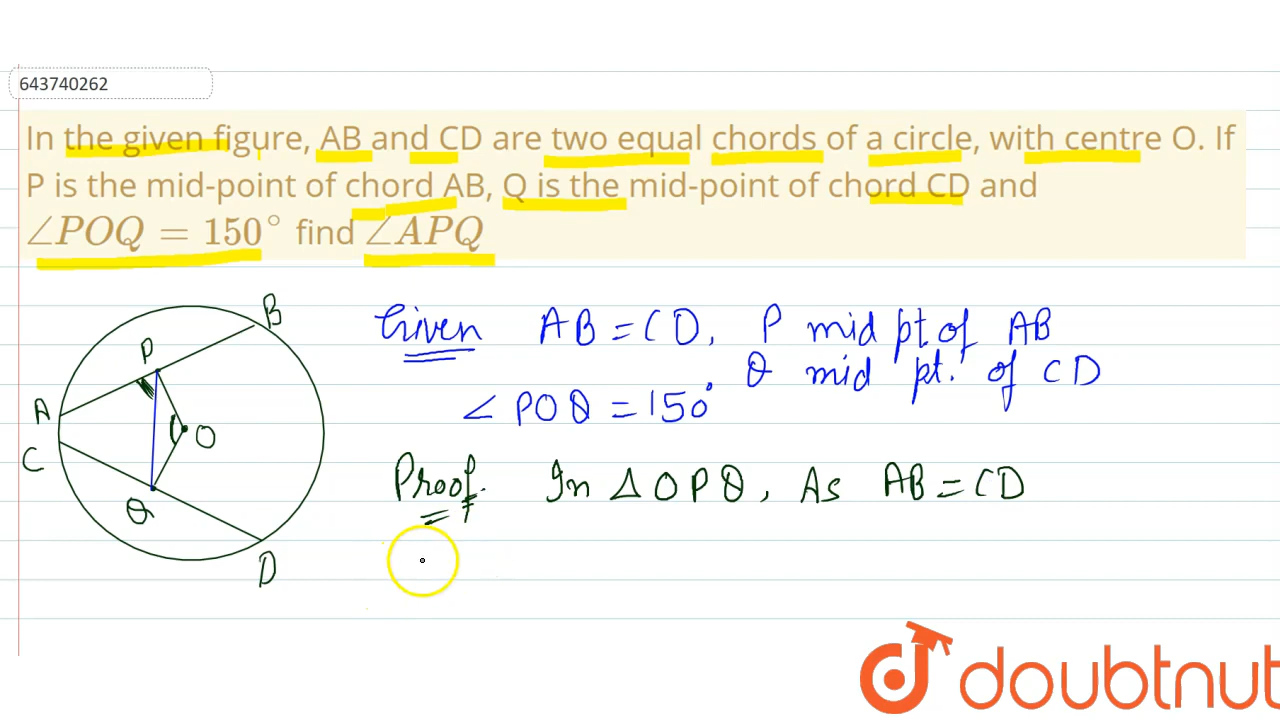 643740262
In the given figure, AB and CD are two equal chords of a circle, with centre O. If
P is the mid-point of chord AB, Q is the mid-point of chord CD and
∠POQ = 150° find ∠APQ
B
P
A
O
C
Q
D
Given AB = CD, P mid pt of AB
Q mid pt. of CD
∠ POQ = 150°
Proof. In Δ OPQ, As AB = CD
doubtnut